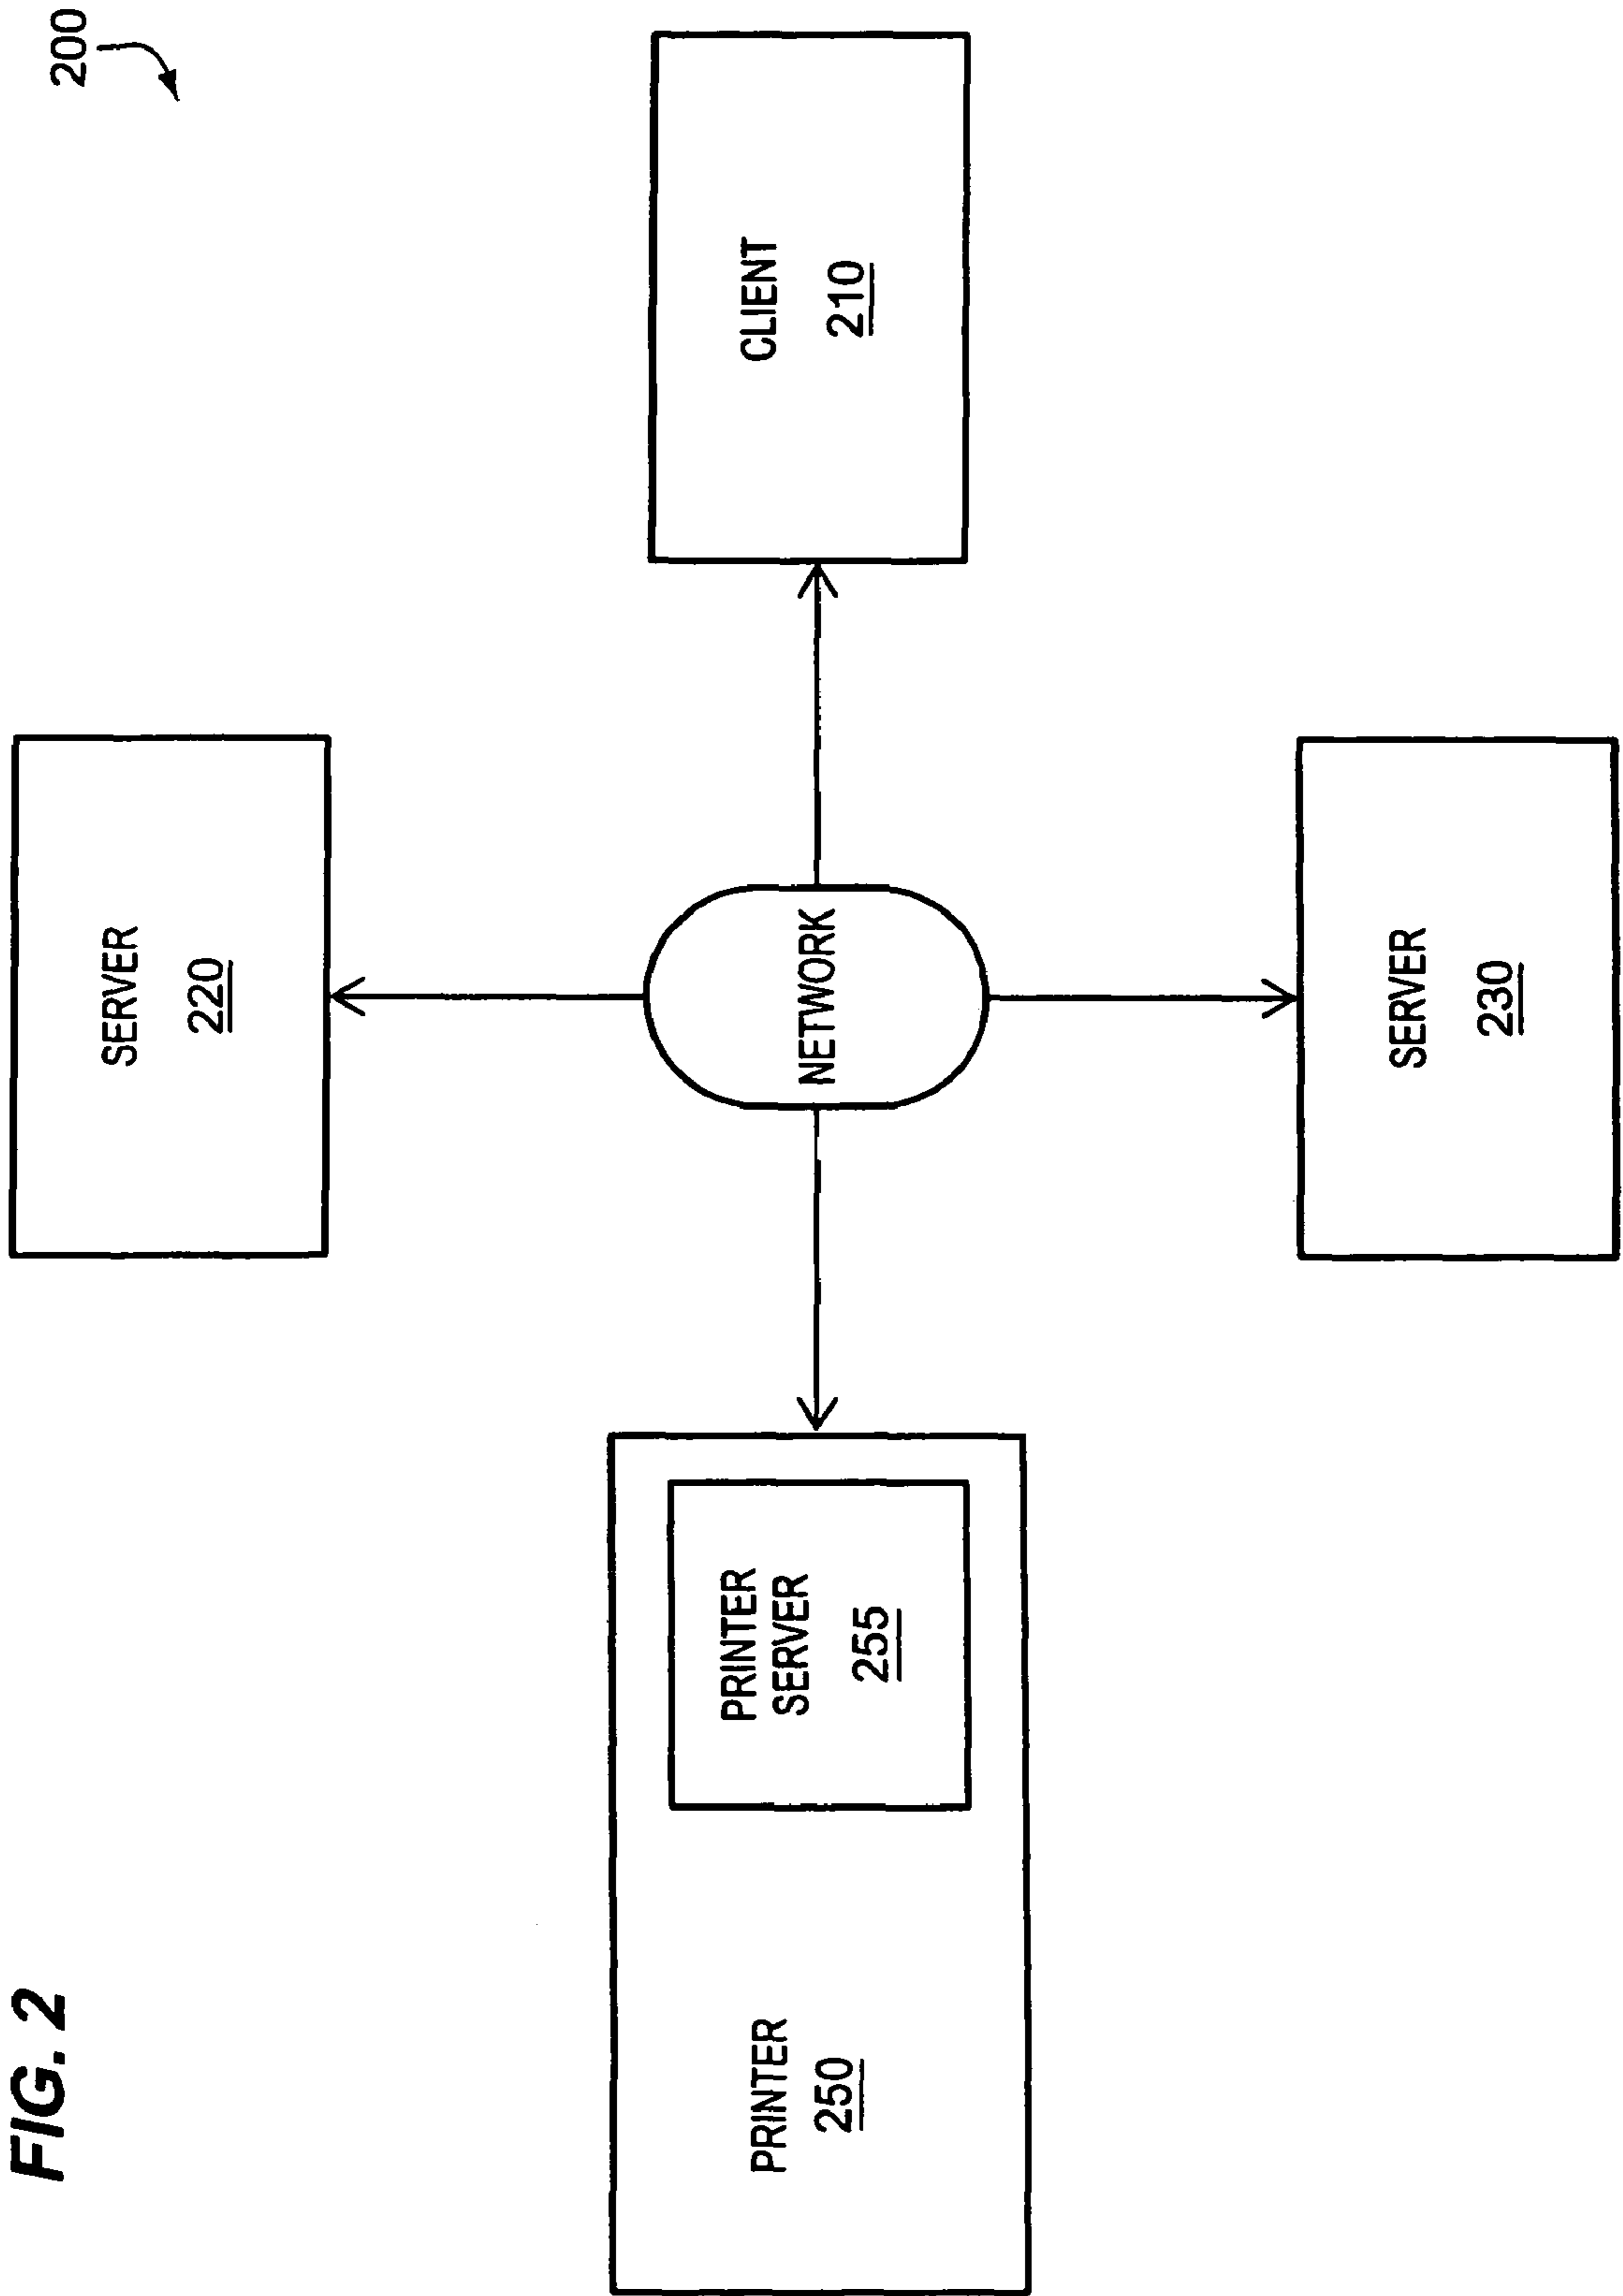 FIG. 2
200
SERVER
220
PRINTER
250
PRINTER
SERVER
255
NETWORK
CLIENT
210
SERVER
230